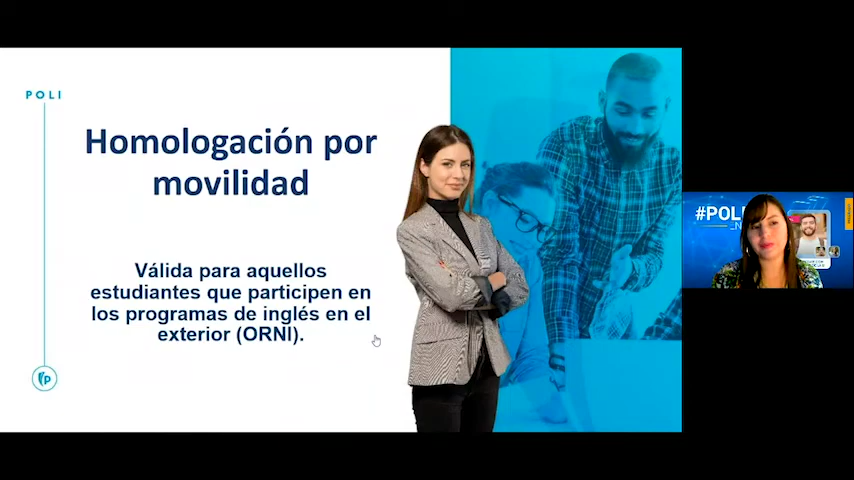 POLI
Homologación por
movilidad
Válida para aquellos
estudiantes que participen en
los programas de inglés en el
exterior (ORNI).
P
#POLI